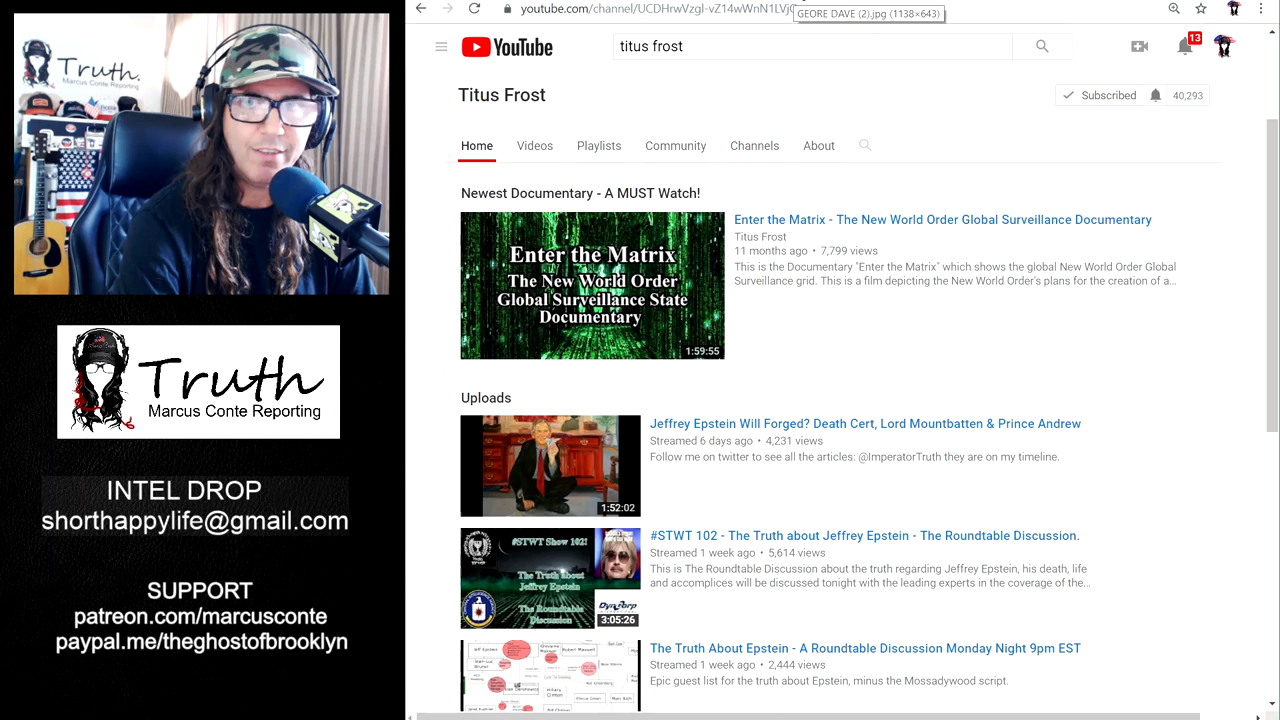 Truth.
Marcus Conte Reporting
Truth
Marcus Conte Reporting
INTEL DROP
shorthappylife@gmail.com
SUPPORT
patreon.com/marcusconte
paypal.me/theghostofbrooklyn
GEORE DAVE (2).jpg (1138×643)
YouTube
titus frost
13
Titus Frost
Subscribed
40,293
Home Videos Playlists Community Channels About
Newest Documentary - A MUST Watch!
Enter the Matrix
The New World Order
Global Surveillance State
Documentary
1:59:55
Enter the Matrix - The New World Order Global Surveillance Documentary
Titus Frost
11 months ago • 7,799 views
This is the Documentary "Enter the Matrix" which shows the global New World Order Global
Surveillance grid. This is a film depicting the New World Order's plans for the creation of a...
Uploads
1:52:02
Jeffrey Epstein Will Forged? Death Cert, Lord Mountbatten & Prince Andrew
Streamed 6 days ago • 4,231 views
Follow me on twitter to see all the articles: @ImperatorTruth they are on my timeline.
#STWT Show 102!
The Truth about
Jeffrey Epstein
The Roundtable
Discussion
DynCorp
3:05:26
#STWT 102 - The Truth about Jeffrey Epstein - The Roundtable Discussion.
Streamed 1 week ago • 5,614 views
This is The Roundtable Discussion about the truth regarding Jeffrey Epstein, his death, life
and accomplices will be discussed tonight with the leading experts in the coverage of the...
The Truth About Epstein - A Roundtable Discussion Monday Night 9pm EST
Streamed 1 week ago • 2,444 views
Epic guest list for the truth about Epstein, minus the Mossadywood script.